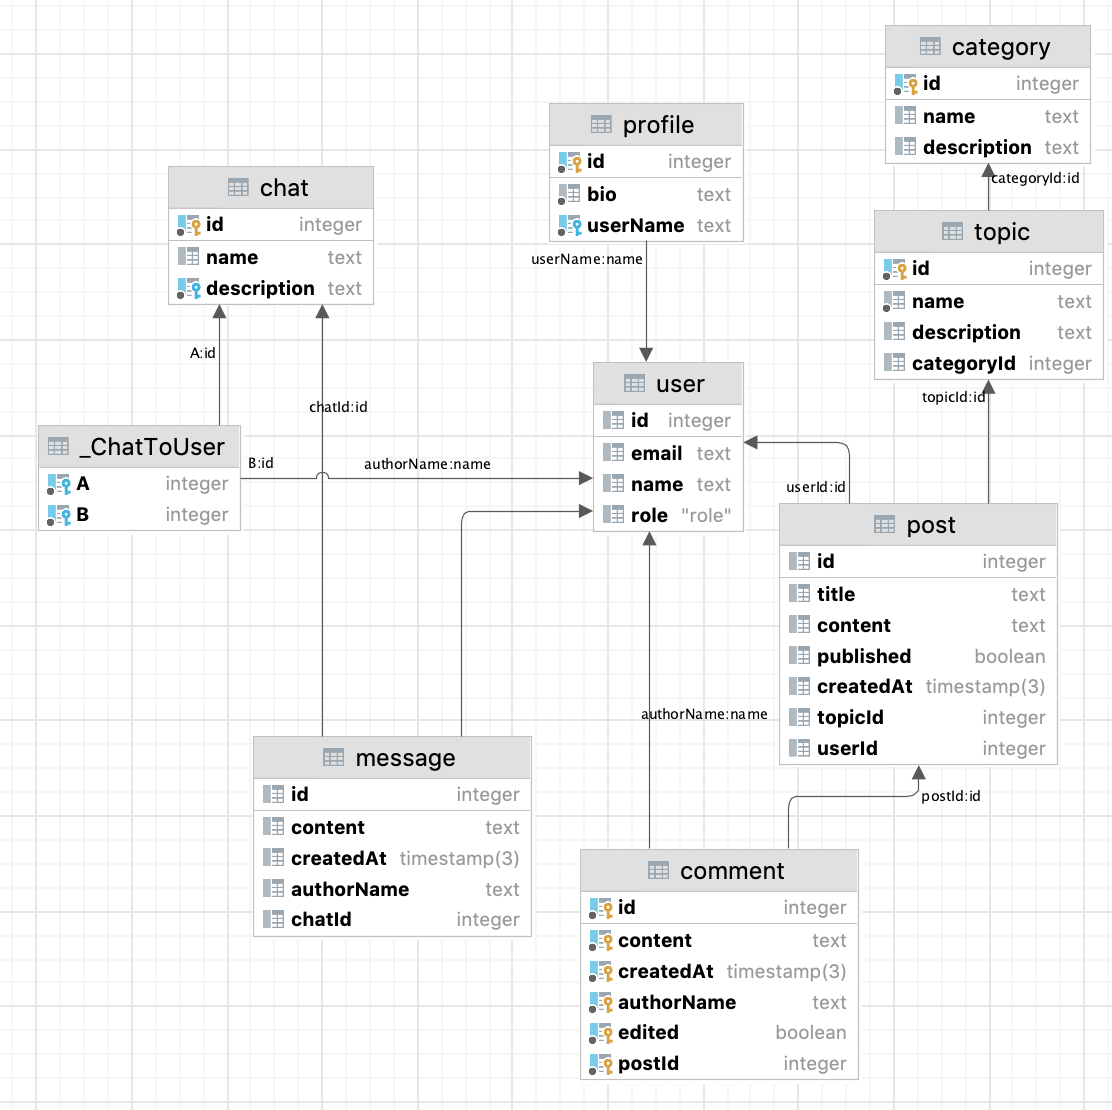 category
id integer
name text
description text
categoryId:id
topic
id integer
name text
description text
categoryId integer
topicId:id
profile
id integer
bio text
userName text
userName:name
chat
id integer
name text
description text
A:id
chatId:id
_ChatToUser
A integer
B integer
B:id
authorName:name
user
id integer
email text
name text
role "role"
userId:id
post
id integer
title text
content text
published boolean
createdAt timestamp(3)
topicId integer
userId integer
authorName:name
postId:id
message
id integer
content text
createdAt timestamp(3)
authorName text
chatId integer
comment
id integer
content text
createdAt timestamp(3)
authorName text
edited boolean
postId integer